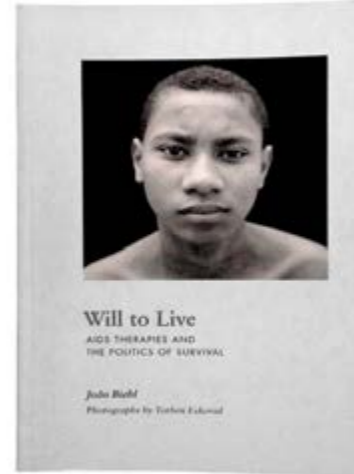 Will to Live
AIDS THERAPIES AND
THE POLITICS OF SURVIVAL
João Biehl
Photographs by Torben Eskerod